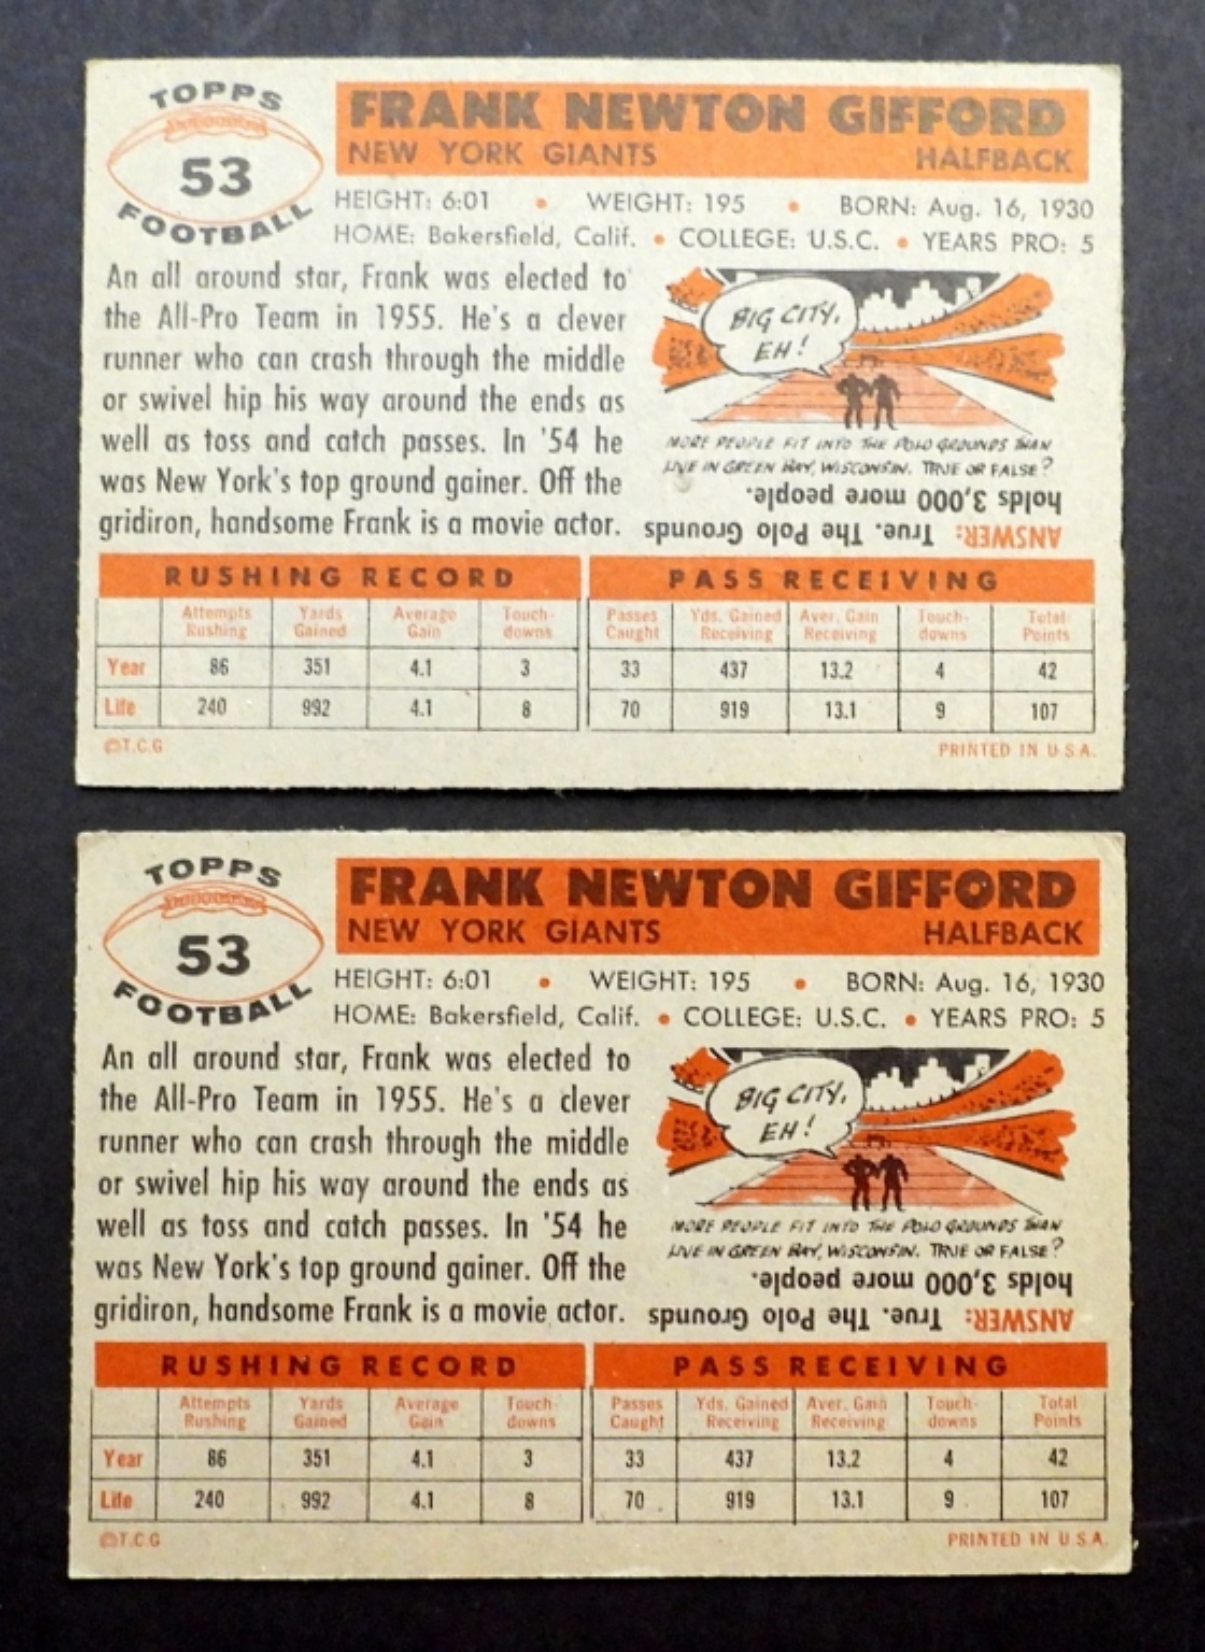 TOPPS
53
FOOTBALL
FRANK NEWTON GIFFORD
NEW YORK GIANTS HALFBACK
HEIGHT: 6:01 • WEIGHT: 195 • BORN: Aug. 16, 1930
HOME: Bakersfield, Calif. • COLLEGE: U.S.C. • YEARS PRO: 5
An all around star, Frank was elected to
the All-Pro Team in 1955. He's a clever
runner who can crash through the middle
or swivel hip his way around the ends as
well as toss and catch passes. In '54 he
was New York's top ground gainer. Off the
gridiron, handsome Frank is a movie actor.
BIG CITY,
EH!
MORE PEOPLE FIT INTO THE POLO GROUNDS THAN
LIVE IN GREEN BAY, WISCONSIN. TRUE OR FALSE?
ANSWER: True. The Polo Grounds
holds 3,000 more people.
RUSHING RECORD PASS RECEIVING
Attempts Rushing Yards Gained Average Gain Touch-downs Passes Caught Yds. Gained Receiving Aver. Gain Receiving Touch-downs Total Points
Year 86 351 4.1 3 33 437 13.2 4 42
Life 240 992 4.1 8 70 919 13.1 9 107
©T.C.G PRINTED IN U.S.A.
TOPPS
53
FOOTBALL
FRANK NEWTON GIFFORD
NEW YORK GIANTS HALFBACK
HEIGHT: 6:01 • WEIGHT: 195 • BORN: Aug. 16, 1930
HOME: Bakersfield, Calif. • COLLEGE: U.S.C. • YEARS PRO: 5
An all around star, Frank was elected to
the All-Pro Team in 1955. He's a clever
runner who can crash through the middle
or swivel hip his way around the ends as
well as toss and catch passes. In '54 he
was New York's top ground gainer. Off the
gridiron, handsome Frank is a movie actor.
BIG CITY,
EH!
MORE PEOPLE FIT INTO THE POLO GROUNDS THAN
LIVE IN GREEN BAY, WISCONSIN. TRUE OR FALSE?
ANSWER: True. The Polo Grounds
holds 3,000 more people.
RUSHING RECORD PASS RECEIVING
Attempts Rushing Yards Gained Average Gain Touch-downs Passes Caught Yds. Gained Receiving Aver. Gain Receiving Touch-downs Total Points
Year 86 351 4.1 3 33 437 13.2 4 42
Life 240 992 4.1 8 70 919 13.1 9 107
©T.C.G PRINTED IN U.S.A.